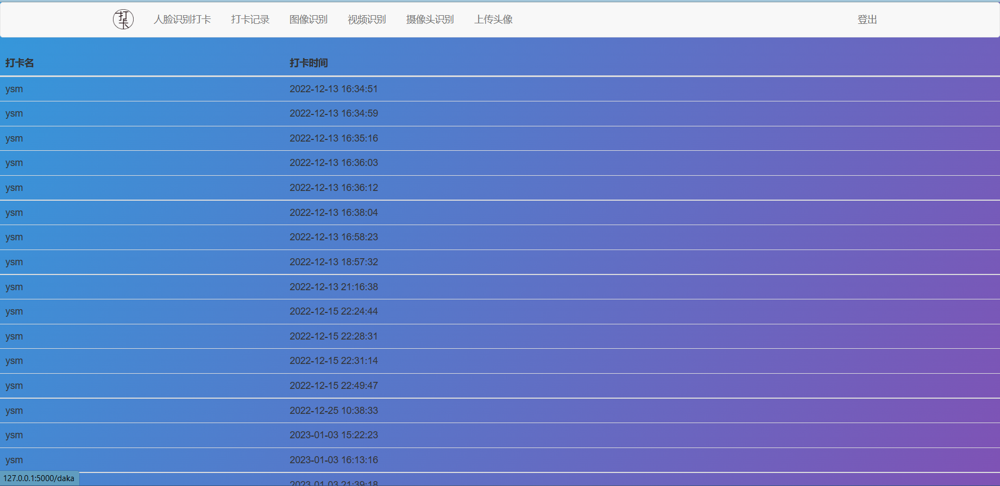 打卡 人脸识别打卡 打卡记录 图像识别 视频识别 摄像头识别 上传头像 登出
打卡名 打卡时间
ysm 2022-12-13 16:34:51
ysm 2022-12-13 16:34:59
ysm 2022-12-13 16:35:16
ysm 2022-12-13 16:36:03
ysm 2022-12-13 16:36:12
ysm 2022-12-13 16:38:04
ysm 2022-12-13 16:58:23
ysm 2022-12-13 18:57:32
ysm 2022-12-13 21:16:38
ysm 2022-12-15 22:24:44
ysm 2022-12-15 22:28:31
ysm 2022-12-15 22:31:14
ysm 2022-12-15 22:49:47
ysm 2022-12-25 10:38:33
ysm 2023-01-03 15:22:23
ysm 2023-01-03 16:13:16
127.0.0.1:5000/daka
2023-01-03 21:39:18